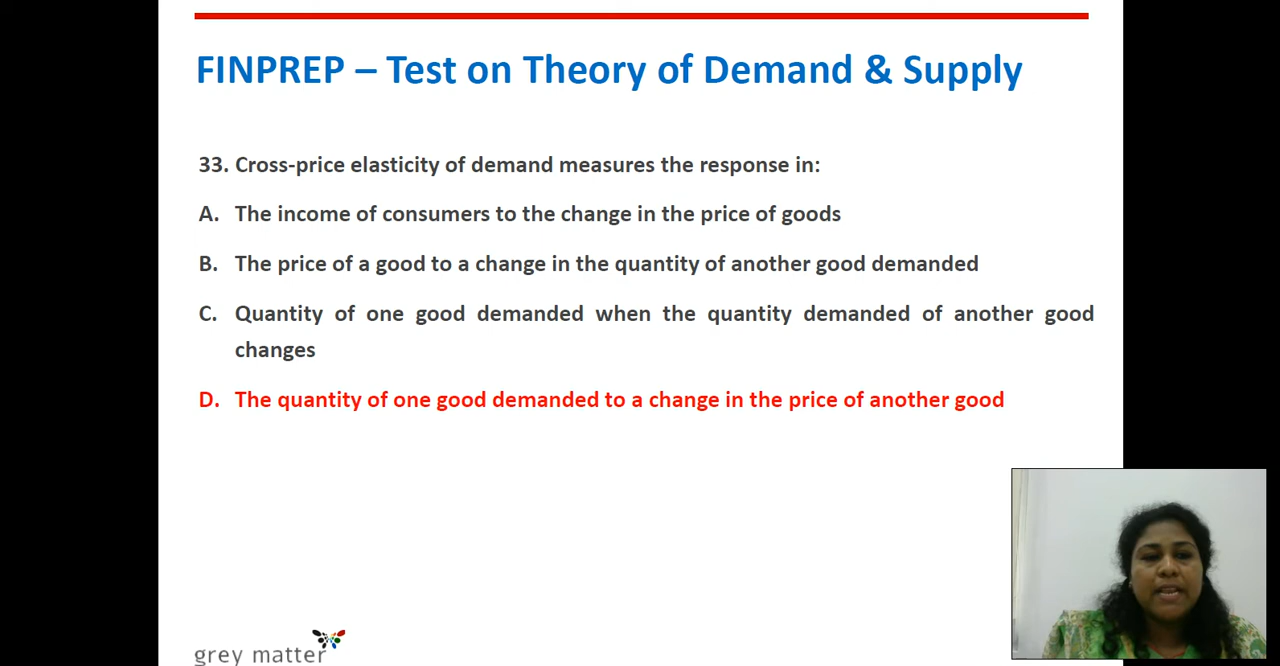 FINPREP – Test on Theory of Demand & Supply
33. Cross-price elasticity of demand measures the response in:
A. The income of consumers to the change in the price of goods
B. The price of a good to a change in the quantity of another good demanded
C. Quantity of one good demanded when the quantity demanded of another good
changes
D. The quantity of one good demanded to a change in the price of another good
grey matter